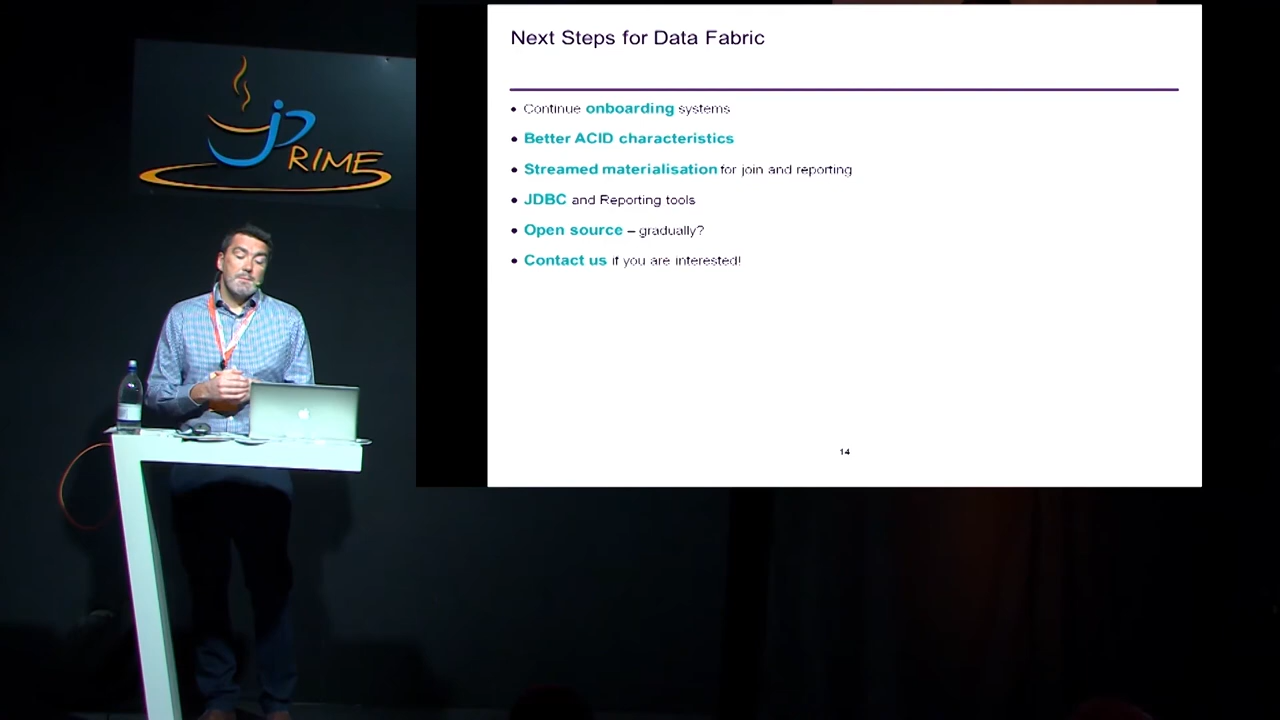 jPRIME
Next Steps for Data Fabric
• Continue onboarding systems
• Better ACID characteristics
• Streamed materialisation for join and reporting
• JDBC and Reporting tools
• Open source – gradually?
• Contact us if you are interested!
14